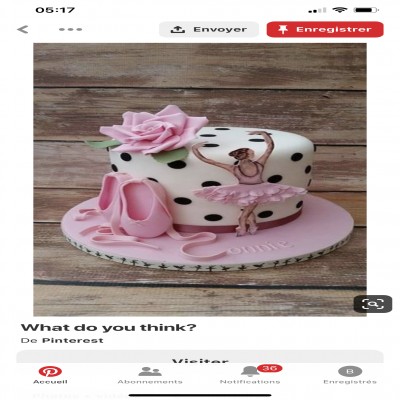 05:17
Envoyer
Enregistrer
Connie
What do you think?
De Pinterest
Visiter
36
Accueil
Abonnements
Notifications
B
Enregistrés